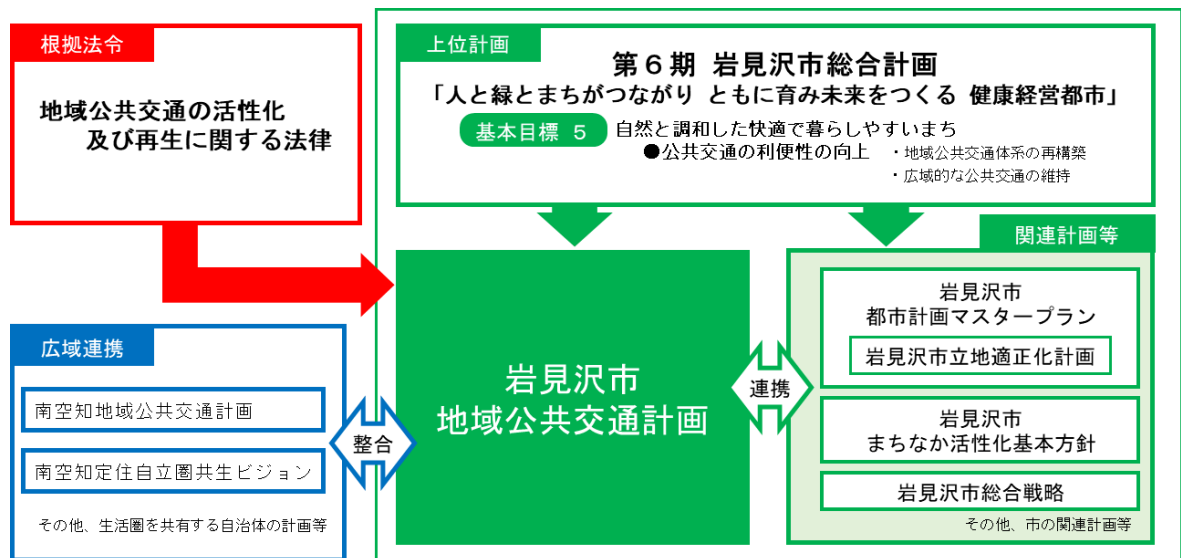 根拠法令
地域公共交通の活性化
及び再生に関する法律
上位計画
第6期 岩見沢市総合計画
「人と緑とまちがつながり ともに育み未来をつくる 健康経営都市」
基本目標 5 自然と調和した快適で暮らしやすいまち
●公共交通の利便性の向上 ・地域公共交通体系の再構築
・広域的な公共交通の維持
広域連携
南空知地域公共交通計画
南空知定住自立圏共生ビジョン
その他、生活圏を共有する自治体の計画等
整合
岩見沢市
地域公共交通計画
連携
関連計画等
岩見沢市
都市計画マスタープラン
岩見沢市立地適正化計画
岩見沢市
まちなか活性化基本方針
岩見沢市総合戦略
その他、市の関連計画等